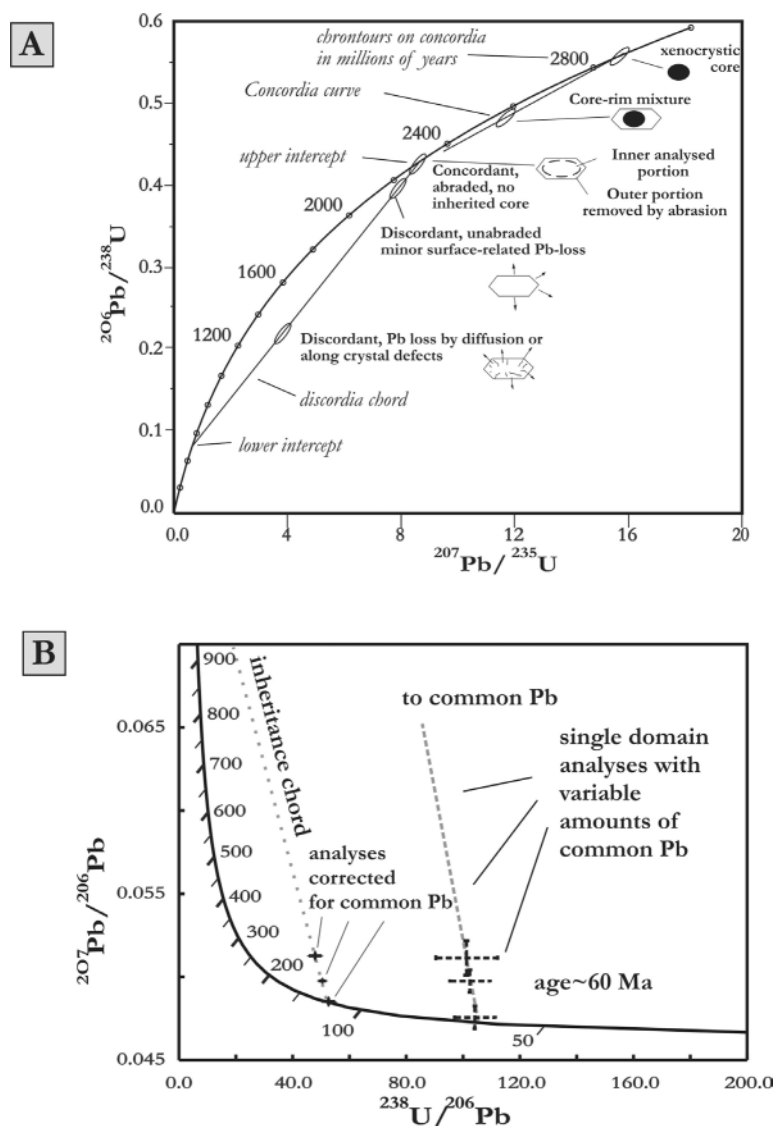 A
0.6
0.5
0.4
0.3
0.2
0.1
0.0
206Pb/238U
0.0
4
8
12
16
20
207Pb/235U
chrontours on concordia
in millions of years
2800
xenocrystic
core
Concordia curve
Core-rim mixture
2400
upper intercept
Concordant,
abraded, no
inherited core
Inner analysed
portion
Outer portion
removed by abrasion
2000
Discordant, unabraded
minor surface-related Pb-loss
1600
1200
Discordant, Pb loss by diffusion or
along crystal defects
discordia chord
lower intercept
B
0.065
0.055
0.045
207Pb/206Pb
900
800
700
600
500
400
300
200
100
50
inheritance chord
to common Pb
single domain
analyses with
variable
amounts of
common Pb
analyses
corrected
for common Pb
age~60 Ma
0.0
40.0
80.0
120.0
160.0
200.0
238U/206Pb